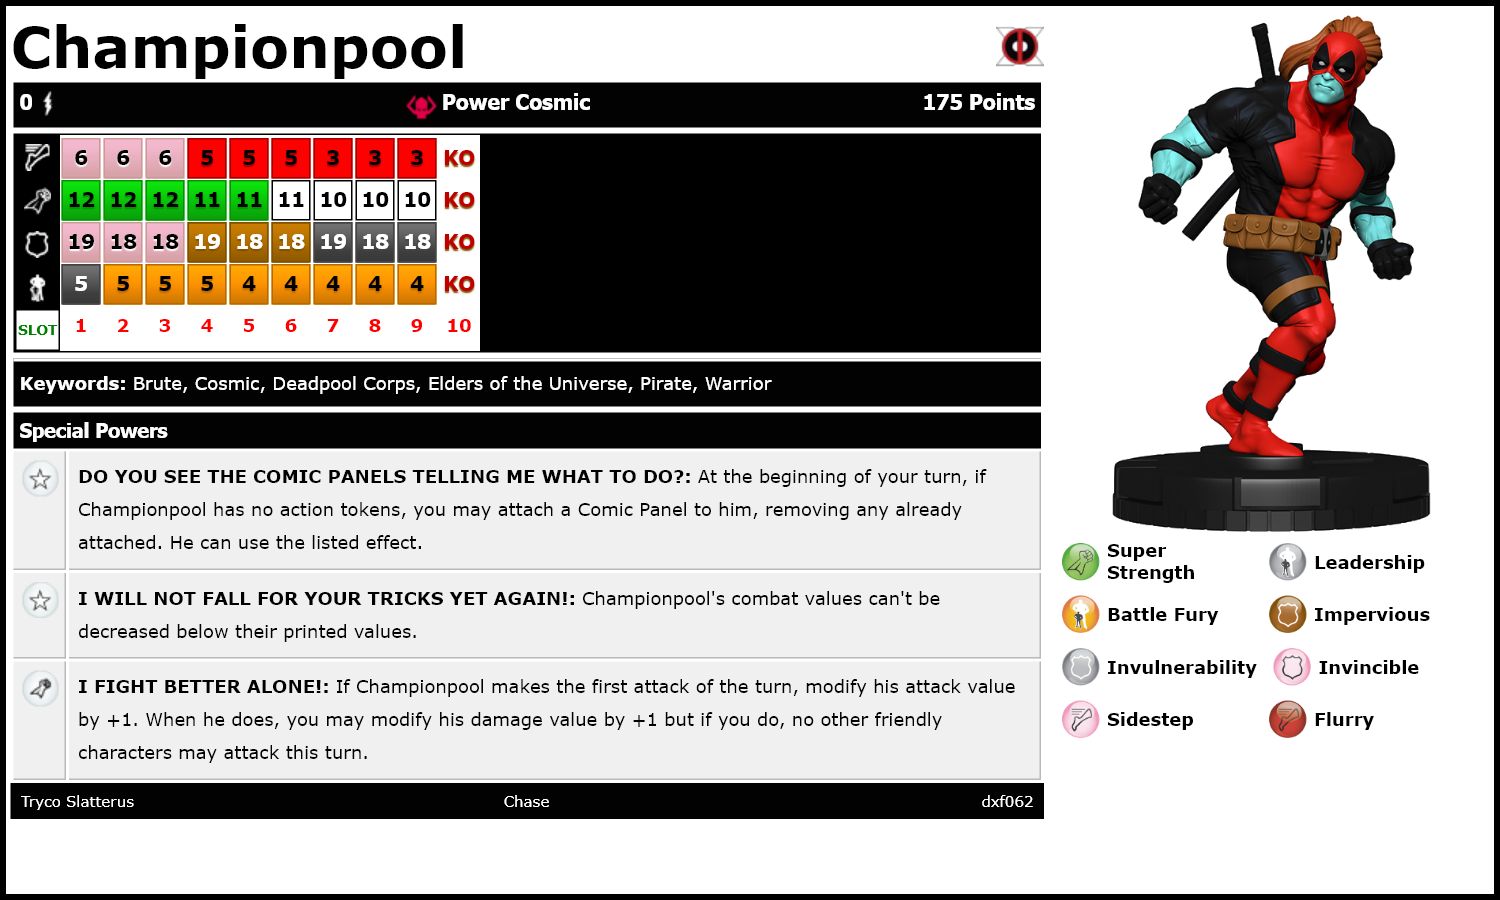 Championpool
0 Power Cosmic 175 Points
6 6 6 5 5 5 3 3 3 KO
12 12 12 11 11 11 10 10 10 KO
19 18 18 19 18 18 19 18 18 KO
5 5 5 5 4 4 4 4 4 KO
SLOT 1 2 3 4 5 6 7 8 9 10
Keywords: Brute, Cosmic, Deadpool Corps, Elders of the Universe, Pirate, Warrior
Special Powers
DO YOU SEE THE COMIC PANELS TELLING ME WHAT TO DO?: At the beginning of your turn, if
Championpool has no action tokens, you may attach a Comic Panel to him, removing any already
attached. He can use the listed effect.
I WILL NOT FALL FOR YOUR TRICKS YET AGAIN!: Championpool's combat values can't be
decreased below their printed values.
I FIGHT BETTER ALONE!: If Championpool makes the first attack of the turn, modify his attack value
by +1. When he does, you may modify his damage value by +1 but if you do, no other friendly
characters may attack this turn.
Tryco Slatterus Chase dxf062
Super
Strength
Leadership
Battle Fury
Impervious
Invulnerability
Invincible
Sidestep
Flurry